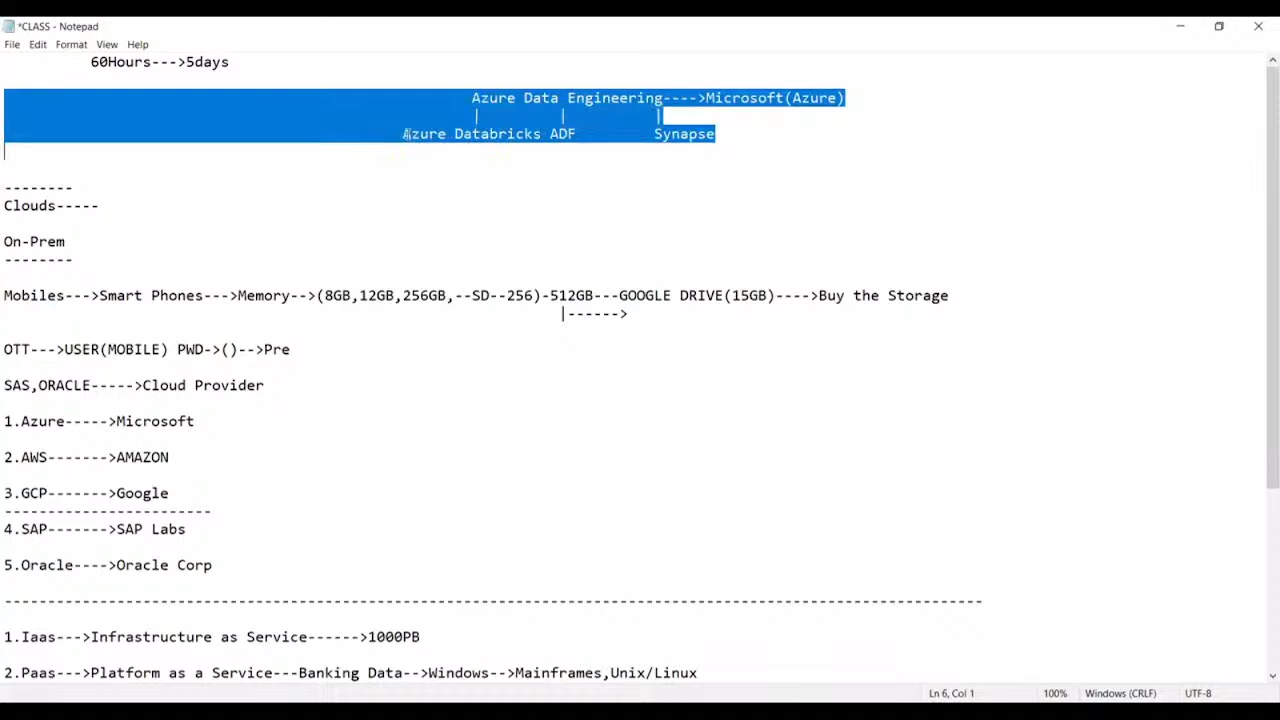 *CLASS - Notepad
File Edit Format View Help
60Hours--->5days
Azure Data Engineering---->Microsoft(Azure)
| | |
Azure Databricks ADF Synapse
--------
Clouds-----
On-Prem
--------
Mobiles--->Smart Phones--->Memory-->(8GB,12GB,256GB,--SD--256)-512GB---GOOGLE DRIVE(15GB)---->Buy the Storage
|------>
OTT--->USER(MOBILE) PWD->()-->Pre
SAS,ORACLE----->Cloud Provider
1.Azure----->Microsoft
2.AWS------->AMAZON
3.GCP------->Google
------------------------
4.SAP------->SAP Labs
5.Oracle---->Oracle Corp
-----------------------------------------------------------------------------------------------------------------
1.Iaas--->Infrastructure as Service------>1000PB
2.Paas--->Platform as a Service---Banking Data-->Windows-->Mainframes,Unix/Linux
Ln 6, Col 1 100% Windows (CRLF) UTF-8